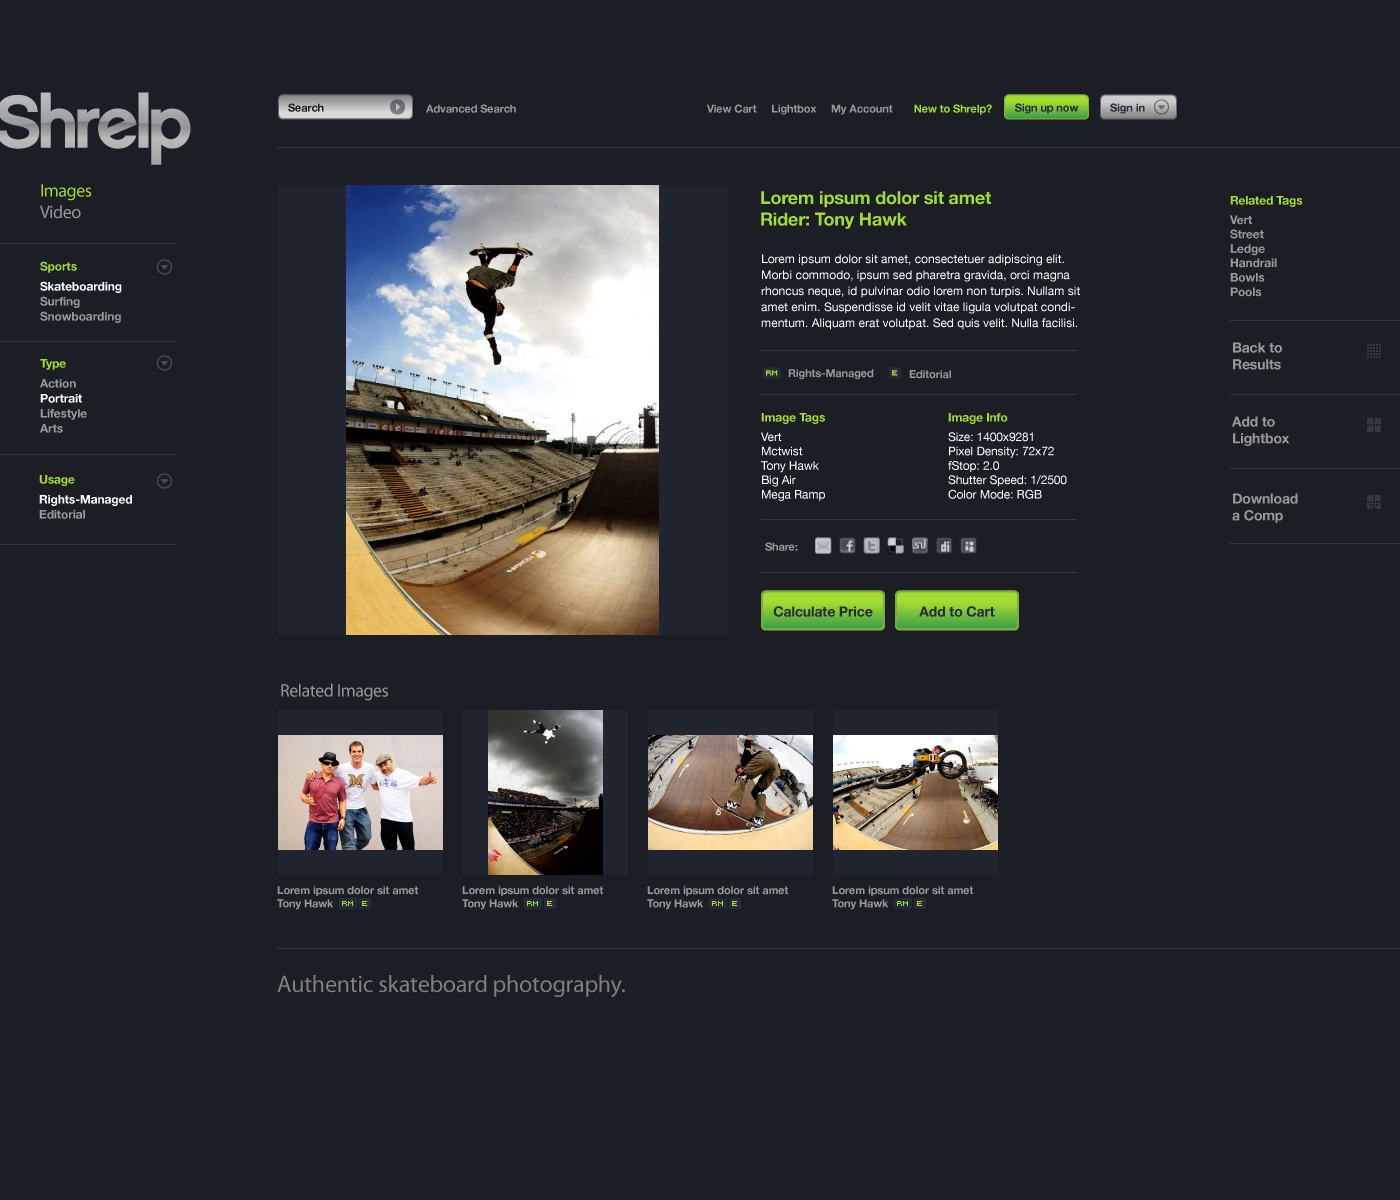 Shrelp
Search
Advanced Search
View Cart
Lightbox
My Account
New to Shrelp?
Sign up now
Sign in
Images
Video
Sports
Skateboarding
Surfing
Snowboarding
Type
Action
Portrait
Lifestyle
Arts
Usage
Rights-Managed
Editorial
Lorem ipsum dolor sit amet
Rider: Tony Hawk
Lorem ipsum dolor sit amet, consectetuer adipiscing elit.
Morbi commodo, ipsum sed pharetra gravida, orci magna
rhoncus neque, id pulvinar odio lorem non turpis. Nullam sit
amet enim. Suspendisse id velit vitae ligula volutpat condi-
mentum. Aliquam erat volutpat. Sed quis velit. Nulla facilisi.
RM Rights-Managed E Editorial
Image Tags
Vert
Mctwist
Tony Hawk
Big Air
Mega Ramp
Image Info
Size: 1400x9281
Pixel Density: 72x72
fStop: 2.0
Shutter Speed: 1/2500
Color Mode: RGB
Share:
Calculate Price
Add to Cart
Related Tags
Vert
Street
Ledge
Handrail
Bowls
Pools
Back to
Results
Add to
Lightbox
Download
a Comp
Related Images
Lorem ipsum dolor sit amet
Tony Hawk RM E
Lorem ipsum dolor sit amet
Tony Hawk RM E
Lorem ipsum dolor sit amet
Tony Hawk RM E
Lorem ipsum dolor sit amet
Tony Hawk RM E
Authentic skateboard photography.